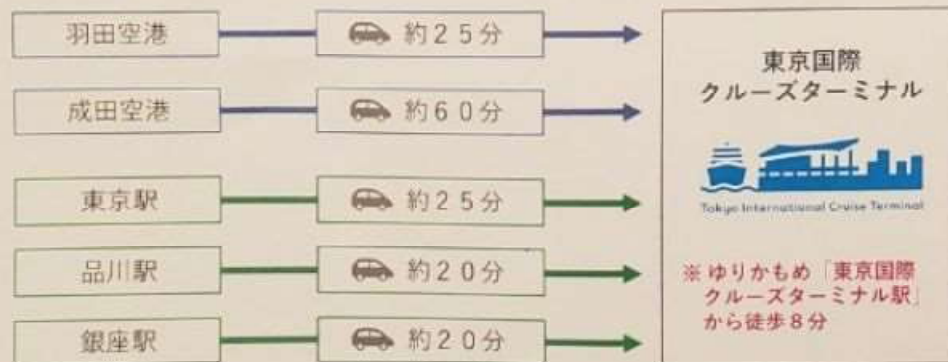 羽田空港 約25分
成田空港 約60分
東京駅 約25分
品川駅 約20分
銀座駅 約20分
東京国際
クルーズターミナル
Tokyo International Cruise Terminal
※ゆりかもめ「東京国際
クルーズターミナル駅」
から徒歩8分